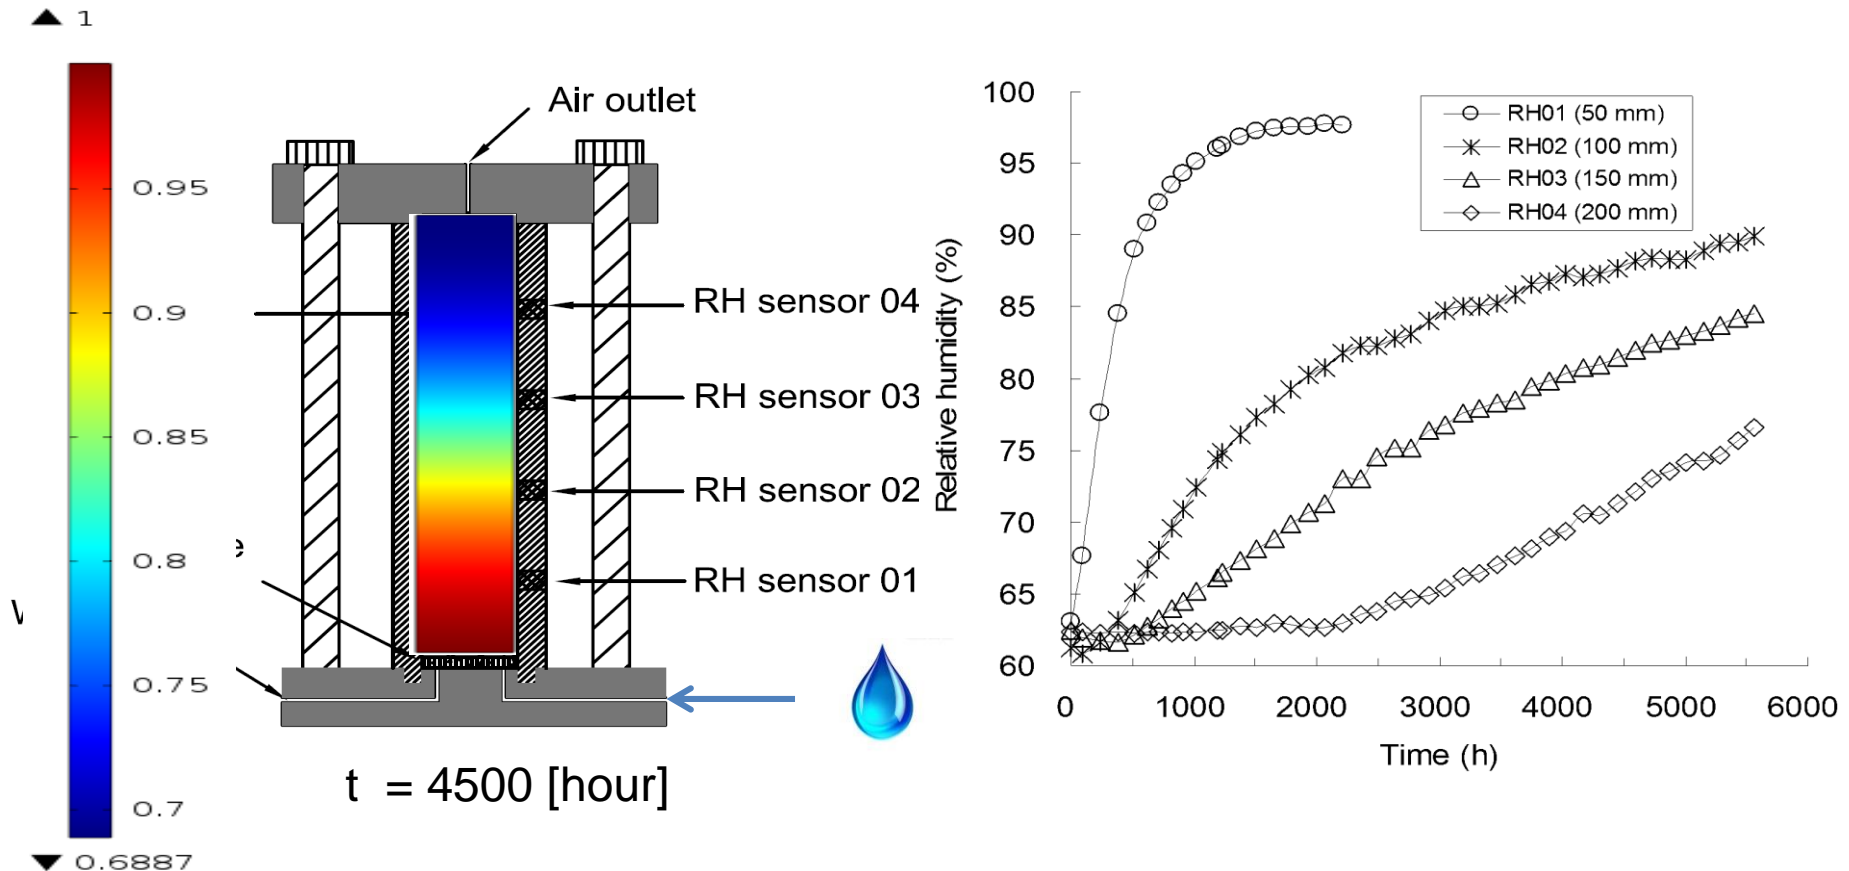 1
0.95
0.9
0.85
0.8
0.75
0.7
0.6887
Air outlet
RH sensor 04
RH sensor 03
RH sensor 02
RH sensor 01
t = 4500 [hour]
Relative humidity (%)
100
95
90
85
80
75
70
65
60
0
1000
2000
3000
4000
5000
6000
Time (h)
RH01 (50 mm)
RH02 (100 mm)
RH03 (150 mm)
RH04 (200 mm)